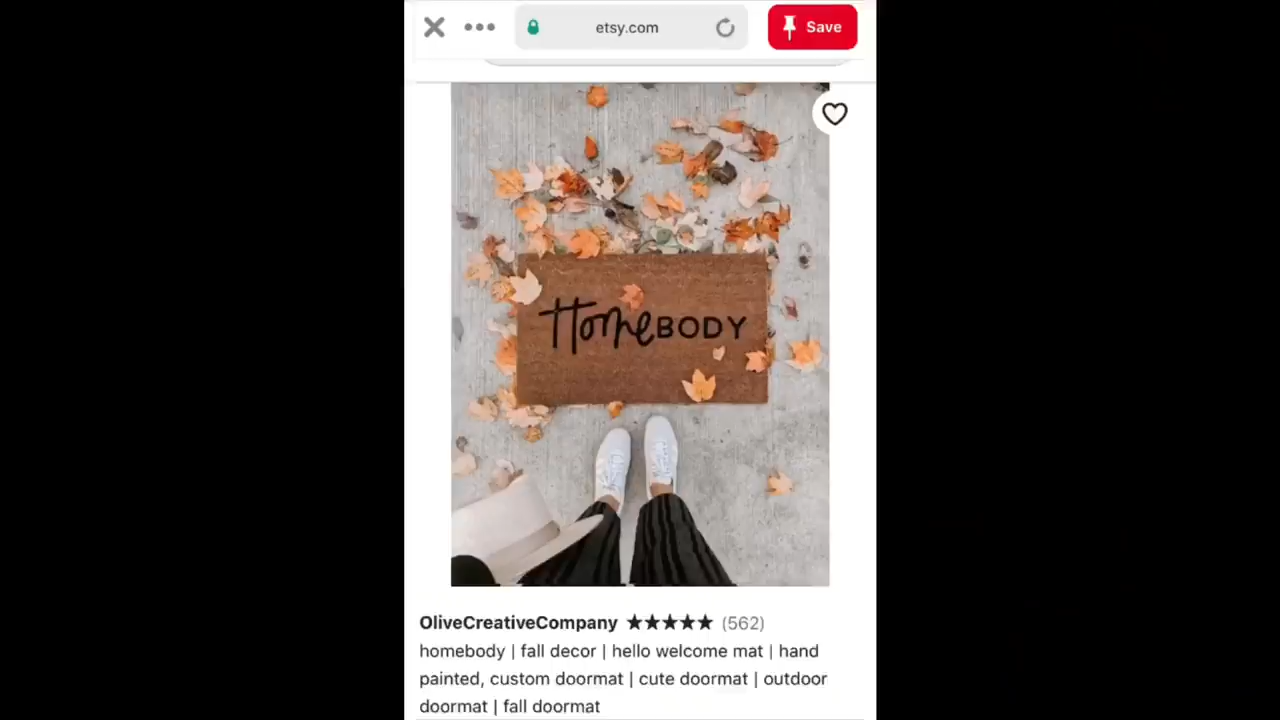 etsy.com
Save
HomeBODY
OliveCreativeCompany ★★★★★ (562)
homebody | fall decor | hello welcome mat | hand
painted, custom doormat | cute doormat | outdoor
doormat | fall doormat